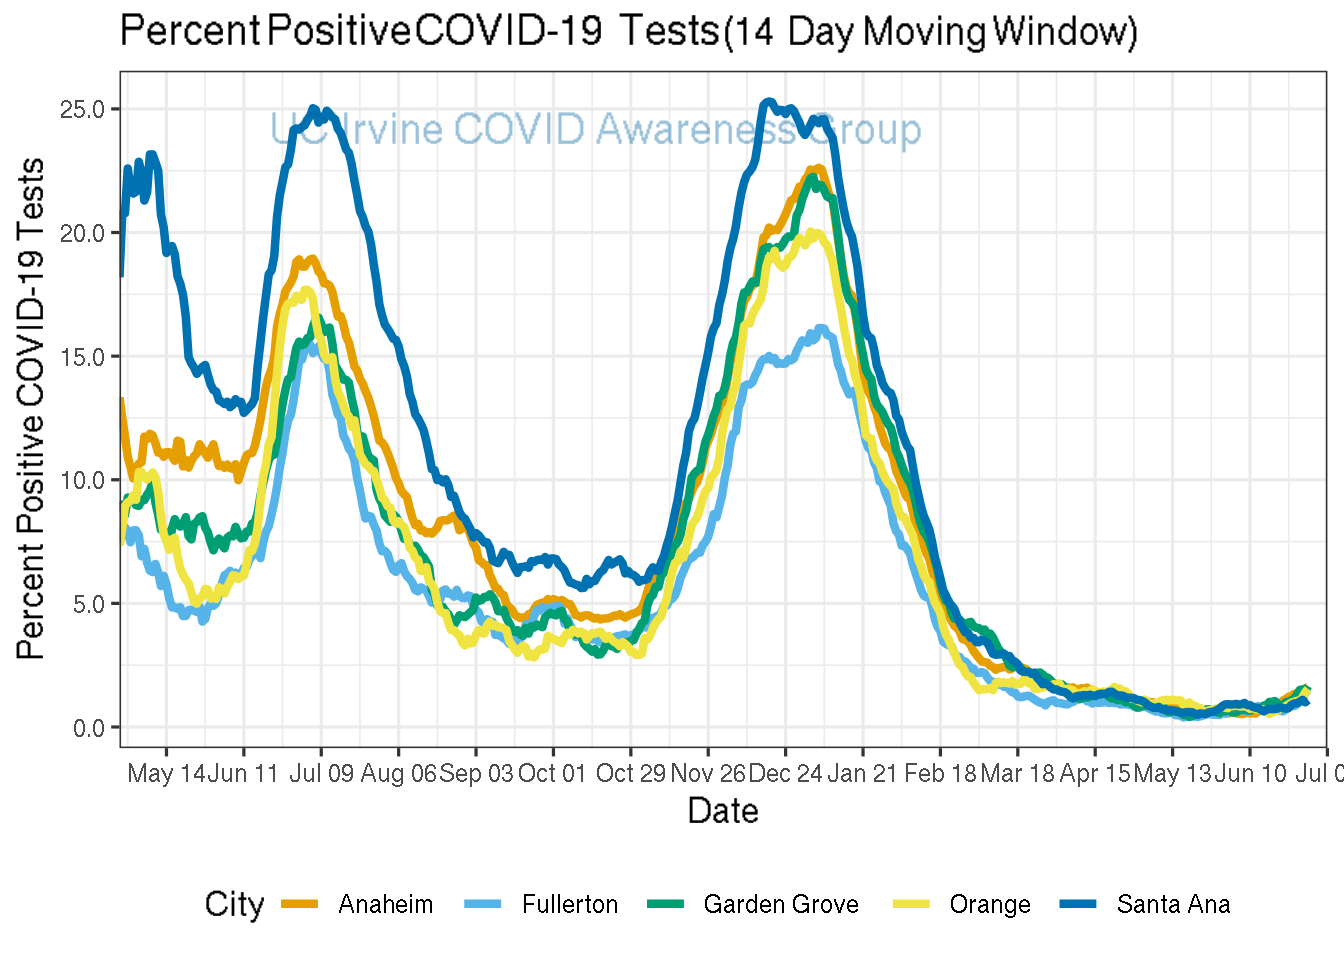 Percent Positive COVID-19 Tests (14 Day Moving Window)
UC Irvine COVID Awareness Group
Percent Positive COVID-19 Tests
25.0
20.0
15.0
10.0
5.0
0.0
May 14 Jun 11 Jul 09 Aug 06 Sep 03 Oct 01 Oct 29 Nov 26 Dec 24 Jan 21 Feb 18 Mar 18 Apr 15 May 13 Jun 10 Jul 0
Date
City Anaheim Fullerton Garden Grove Orange Santa Ana